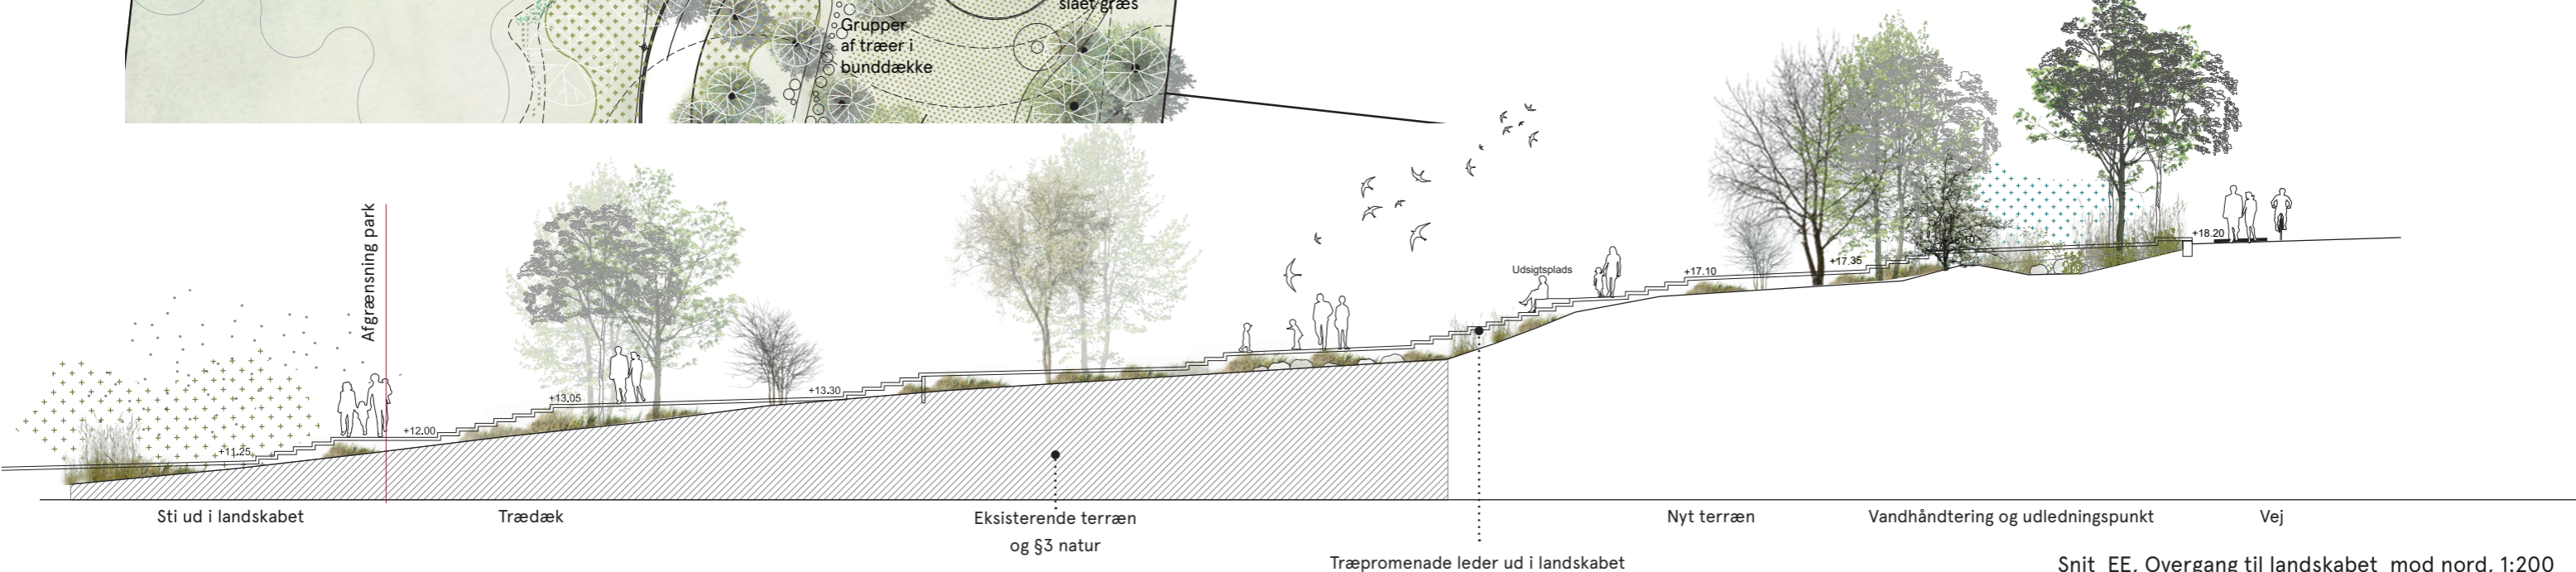 slået græs
Grupper
af træer i
bunddække
Afgrænsning park
Udsigtsplads
+11.25
+12.00
+13.05
+13.30
+17.10
+17.35
+18.20
Sti ud i landskabet
Trædæk
Eksisterende terræn
og §3 natur
Træpromenade leder ud i landskabet
Nyt terræn
Vandhåndtering og udledningspunkt
Vej
Snit EE, Overgang til landskabet mod nord, 1:200